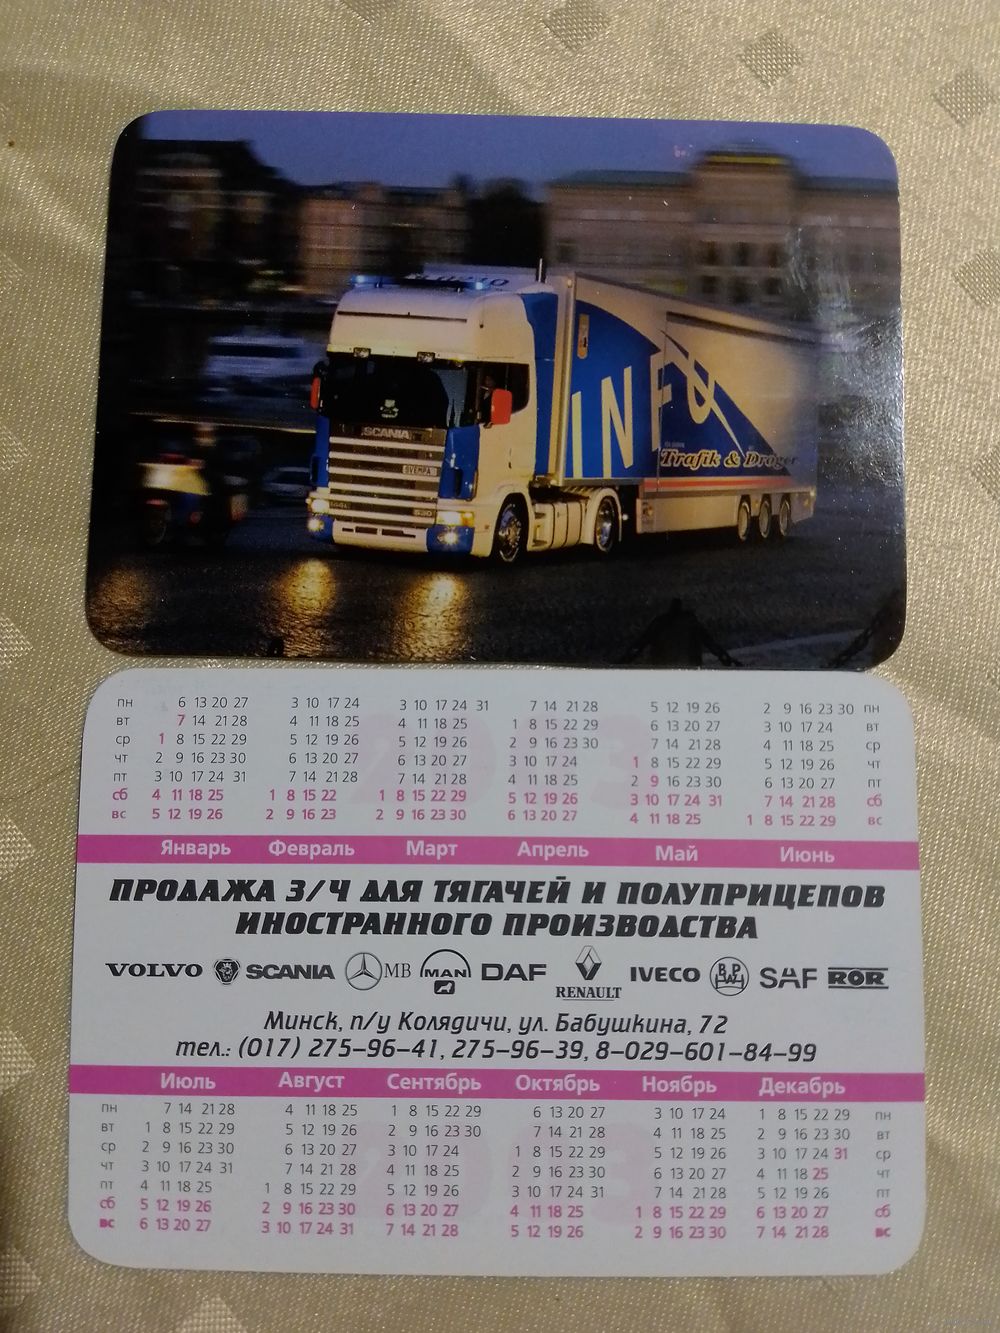 SCANIA
SVEMPA
530
INFO
Trafik & Dragor
2003
пн 6 13 20 27 3 10 17 24 3 10 17 24 31 7 14 21 28 5 12 19 26 2 9 16 23 30 пн
вт 7 14 21 28 4 11 18 25 4 11 18 25 1 8 15 22 29 6 13 20 27 3 10 17 24 вт
ср 1 8 15 22 29 5 12 19 26 5 12 19 26 2 9 16 23 30 7 14 21 28 4 11 18 25 ср
чт 2 9 16 23 30 6 13 20 27 6 13 20 27 3 10 17 24 1 8 15 22 29 5 12 19 26 чт
пт 3 10 17 24 31 7 14 21 28 7 14 21 28 4 11 18 25 2 9 16 23 30 6 13 20 27 пт
сб 4 11 18 25 1 8 15 22 1 8 15 22 29 5 12 19 26 3 10 17 24 31 7 14 21 28 сб
вс 5 12 19 26 2 9 16 23 2 9 16 23 30 6 13 20 27 4 11 18 25 1 8 15 22 29 вс
Январь Февраль Март Апрель Май Июнь
ПРОДАЖА З/Ч ДЛЯ ТЯГАЧЕЙ И ПОЛУПРИЦЕПОВ
ИНОСТРАННОГО ПРОИЗВОДСТВА
VOLVO SCANIA MB MAN DAF RENAULT IVECO BPW SAF ROR
Минск, п/у Колядичи, ул. Бабушкина, 72
тел.: (017) 275-96-41, 275-96-39, 8-029-601-84-99
Июль Август Сентябрь Октябрь Ноябрь Декабрь
пн 7 14 21 28 4 11 18 25 1 8 15 22 29 6 13 20 27 3 10 17 24 1 8 15 22 29 пн
вт 1 8 15 22 29 5 12 19 26 2 9 16 23 30 7 14 21 28 4 11 18 25 2 9 16 23 30 вт
ср 2 9 16 23 30 6 13 20 27 3 10 17 24 1 8 15 22 29 5 12 19 26 3 10 17 24 31 ср
чт 3 10 17 24 31 7 14 21 28 4 11 18 25 2 9 16 23 30 6 13 20 27 4 11 18 25 чт
пт 4 11 18 25 1 8 15 22 29 5 12 19 26 3 10 17 24 31 7 14 21 28 5 12 19 26 пт
сб 5 12 19 26 2 9 16 23 30 6 13 20 27 4 11 18 25 1 8 15 22 29 6 13 20 27 сб
вс 6 13 20 27 3 10 17 24 31 7 14 21 28 5 12 19 26 2 9 16 23 30 7 14 21 28 вс
2003